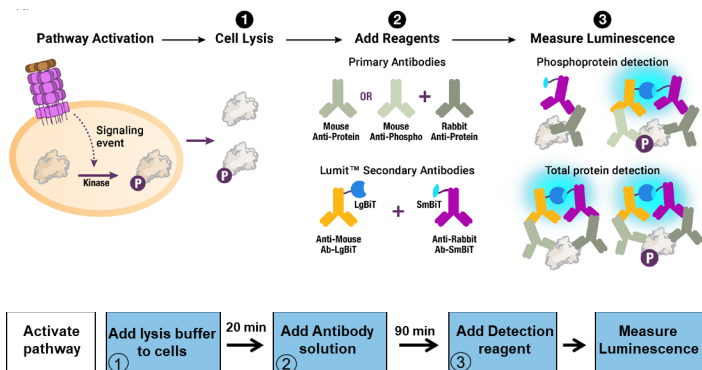 1
2
3
Pathway Activation
Cell Lysis
Add Reagents
Measure Luminescence
Primary Antibodies
Phosphoprotein detection
OR
+
Mouse
Anti-Protein
Mouse
Anti-Phospho
Rabbit
Anti-Protein
Signaling
event
Kinase
P
P
P
Lumit™ Secondary Antibodies
Total protein detection
LgBiT
SmBiT
+
Anti-Mouse
Ab-LgBiT
Anti-Rabbit
Ab-SmBiT
P
Activate
pathway
Add lysis buffer
to cells
1
20 min
Add Antibody
solution
2
90 min
Add Detection
reagent
3
Measure
Luminescence